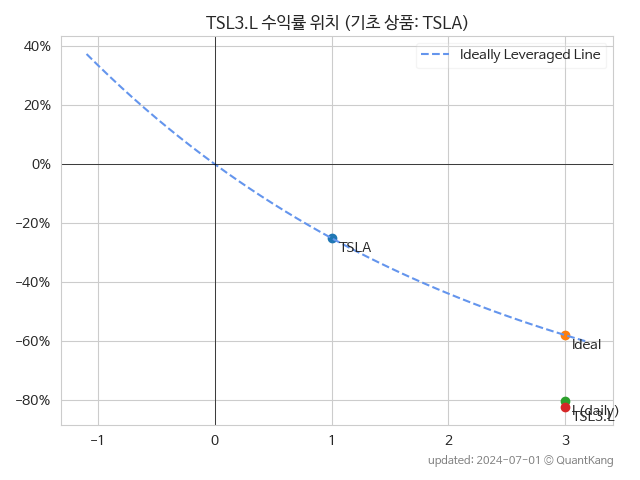 TSL3.L 수익률 위치 (기초 상품: TSLA)
40%
Ideally Leveraged Line
20%
0%
-20%
TSLA
-40%
-60%
Ideal
-80%
(daily)
TSL3.L
-1
0
1
2
3
updated: 2024-07-01 © QuantKang